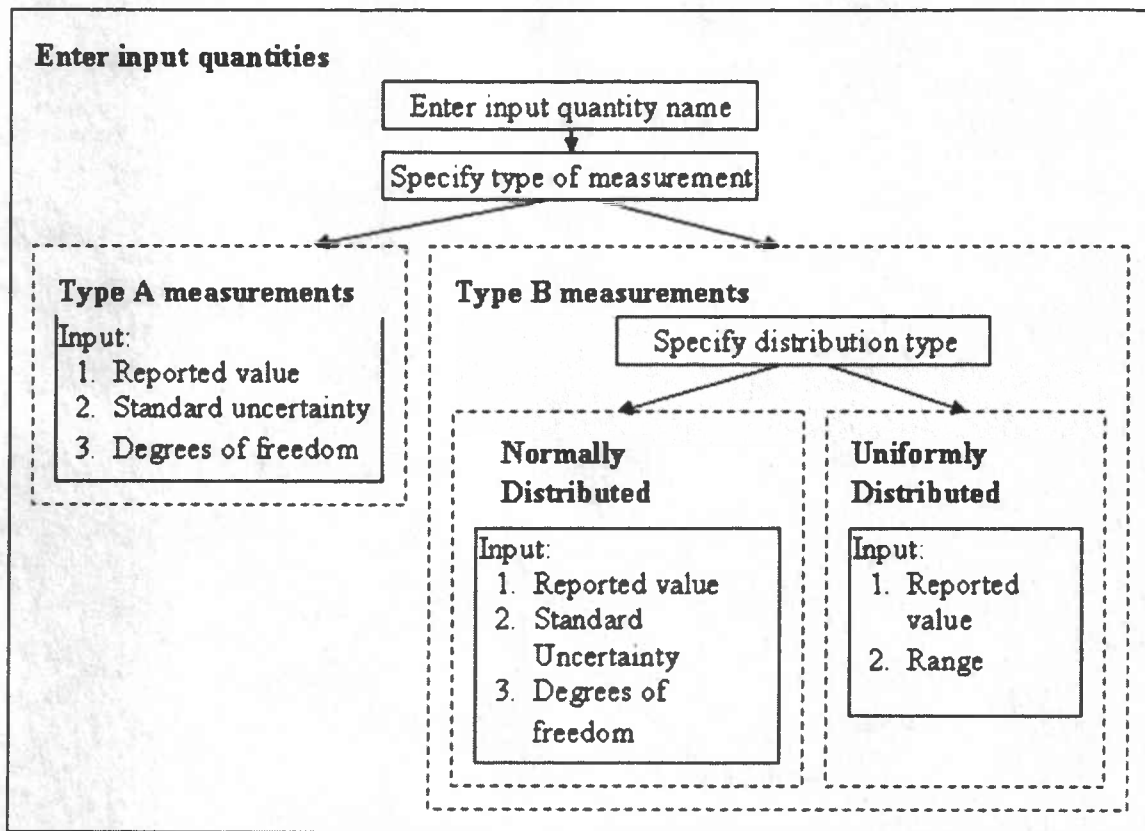 Enter input quantities
Enter input quantity name
Specify type of measurement
Type A measurements
Input:
1. Reported value
2. Standard uncertainty
3. Degrees of freedom
Type B measurements
Specify distribution type
Normally
Distributed
Input:
1. Reported value
2. Standard
Uncertainty
3. Degrees of
freedom
Uniformly
Distributed
Input:
1. Reported
value
2. Range